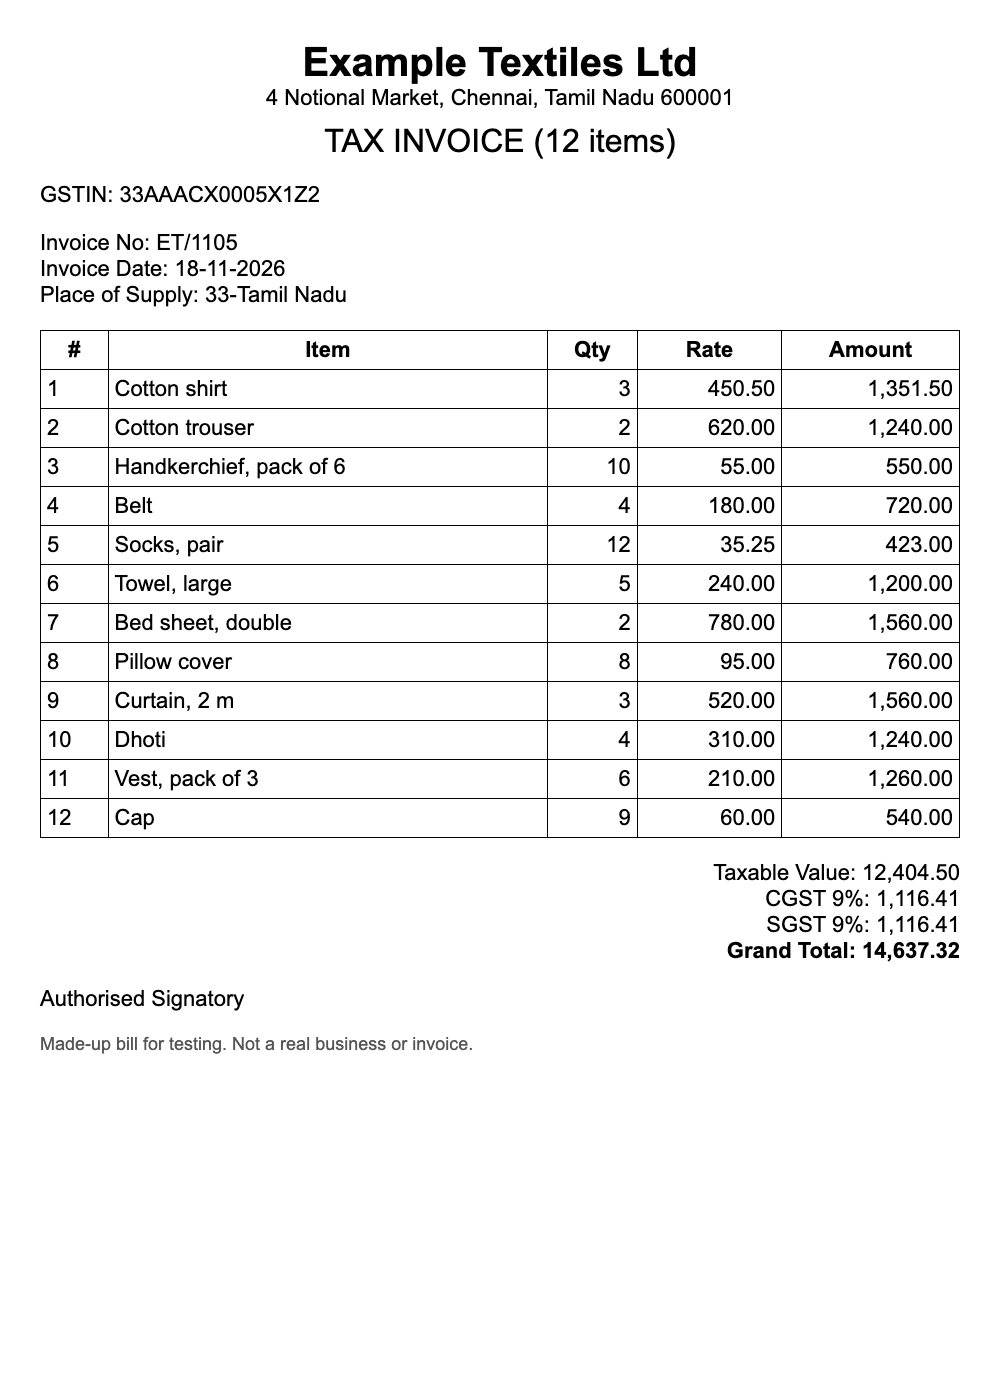 Example Textiles Ltd
4 Notional Market, Chennai, Tamil Nadu 600001
TAX INVOICE (12 items)
GSTIN: 33AAACX0005X1Z2
Invoice No: ET/1105
Invoice Date: 18-11-2026
Place of Supply: 33-Tamil Nadu
# Item Qty Rate Amount
1 Cotton shirt 3 450.50 1,351.50
2 Cotton trouser 2 620.00 1,240.00
3 Handkerchief, pack of 6 10 55.00 550.00
4 Belt 4 180.00 720.00
5 Socks, pair 12 35.25 423.00
6 Towel, large 5 240.00 1,200.00
7 Bed sheet, double 2 780.00 1,560.00
8 Pillow cover 8 95.00 760.00
9 Curtain, 2 m 3 520.00 1,560.00
10 Dhoti 4 310.00 1,240.00
11 Vest, pack of 3 6 210.00 1,260.00
12 Cap 9 60.00 540.00
Taxable Value: 12,404.50
CGST 9%: 1,116.41
SGST 9%: 1,116.41
Grand Total: 14,637.32
Authorised Signatory
Made-up bill for testing. Not a real business or invoice.